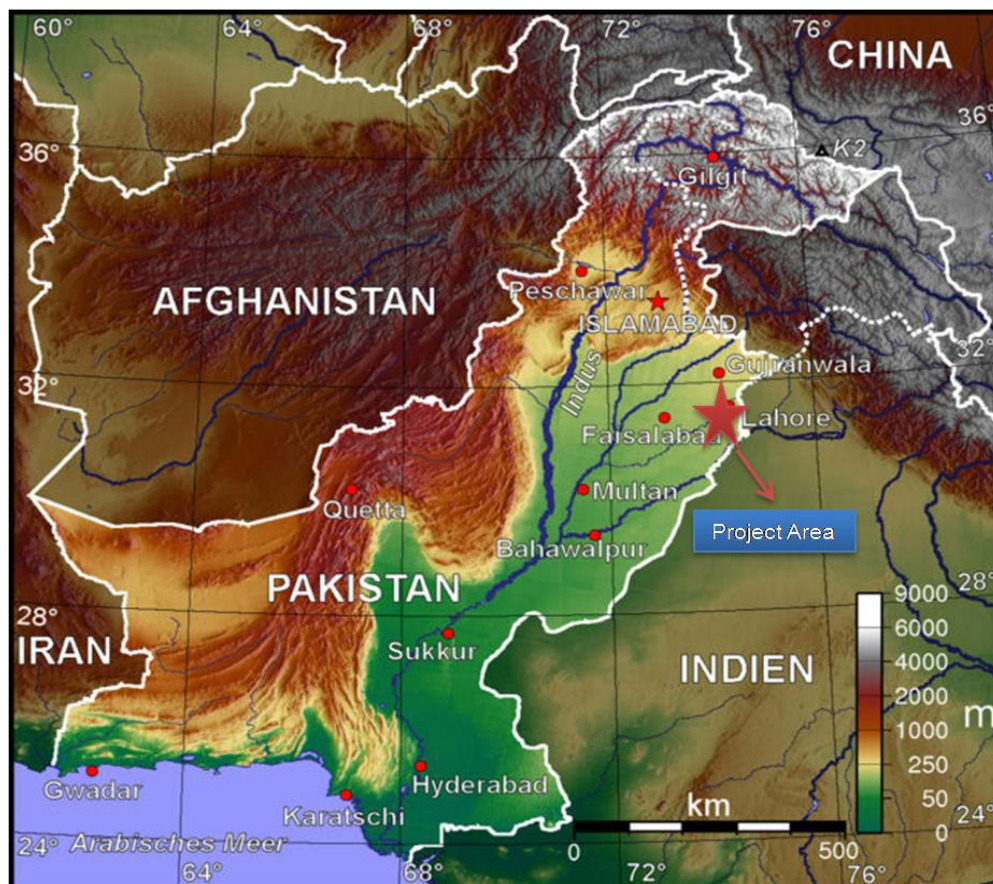 60°
64°
68°
72°
76°
CHINA
36°
36°
K2
Gilgit
AFGHANISTAN
Peschawar
ISLAMABAD
Indus
Gujranwala
32°
32°
Lahore
Faisalabad
Multan
Quetta
Project Area
Bahawalpur
PAKISTAN
28°
28°
IRAN
Sukkur
INDIEN
9000
6000
4000
2000
1000
250
50
0
m
Gwadar
Hyderabad
Karatschi
km
24°
24°
Arabisches Meer
0
500
64°
68°
72°
76°